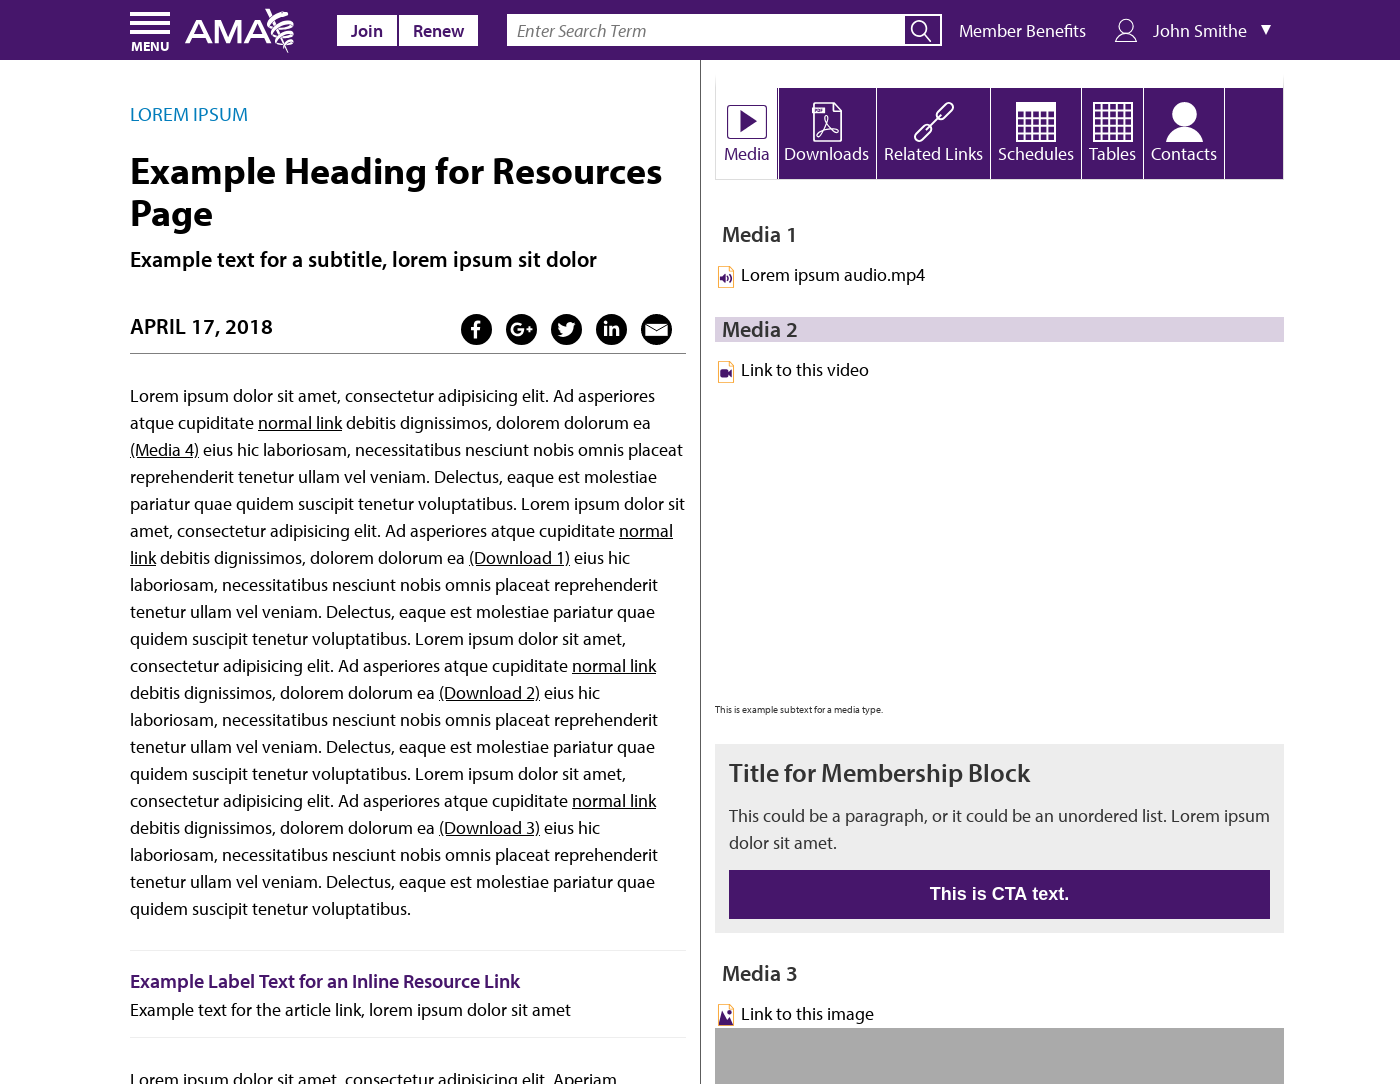 MENU
AMA
Join
Renew
Enter Search Term
Member Benefits
John Smithe
LOREM IPSUM
Example Heading for Resources
Page
Example text for a subtitle, lorem ipsum sit dolor
APRIL 17, 2018
Lorem ipsum dolor sit amet, consectetur adipisicing elit. Ad asperiores
atque cupiditate normal link debitis dignissimos, dolorem dolorum ea
(Media 4) eius hic laboriosam, necessitatibus nesciunt nobis omnis placeat
reprehenderit tenetur ullam vel veniam. Delectus, eaque est molestiae
pariatur quae quidem suscipit tenetur voluptatibus. Lorem ipsum dolor sit
amet, consectetur adipisicing elit. Ad asperiores atque cupiditate normal
link debitis dignissimos, dolorem dolorum ea (Download 1) eius hic
laboriosam, necessitatibus nesciunt nobis omnis placeat reprehenderit
tenetur ullam vel veniam. Delectus, eaque est molestiae pariatur quae
quidem suscipit tenetur voluptatibus. Lorem ipsum dolor sit amet,
consectetur adipisicing elit. Ad asperiores atque cupiditate normal link
debitis dignissimos, dolorem dolorum ea (Download 2) eius hic
laboriosam, necessitatibus nesciunt nobis omnis placeat reprehenderit
tenetur ullam vel veniam. Delectus, eaque est molestiae pariatur quae
quidem suscipit tenetur voluptatibus. Lorem ipsum dolor sit amet,
consectetur adipisicing elit. Ad asperiores atque cupiditate normal link
debitis dignissimos, dolorem dolorum ea (Download 3) eius hic
laboriosam, necessitatibus nesciunt nobis omnis placeat reprehenderit
tenetur ullam vel veniam. Delectus, eaque est molestiae pariatur quae
quidem suscipit tenetur voluptatibus.
Example Label Text for an Inline Resource Link
Example text for the article link, lorem ipsum dolor sit amet
Lorem ipsum dolor sit amet, consectetur adipisicing elit. Aperiam
Media
PDF
Downloads
Related Links
Schedules
Tables
Contacts
Media 1
Lorem ipsum audio.mp4
Media 2
Link to this video
This is example subtext for a media type.
Title for Membership Block
This could be a paragraph, or it could be an unordered list. Lorem ipsum
dolor sit amet.
This is CTA text.
Media 3
Link to this image